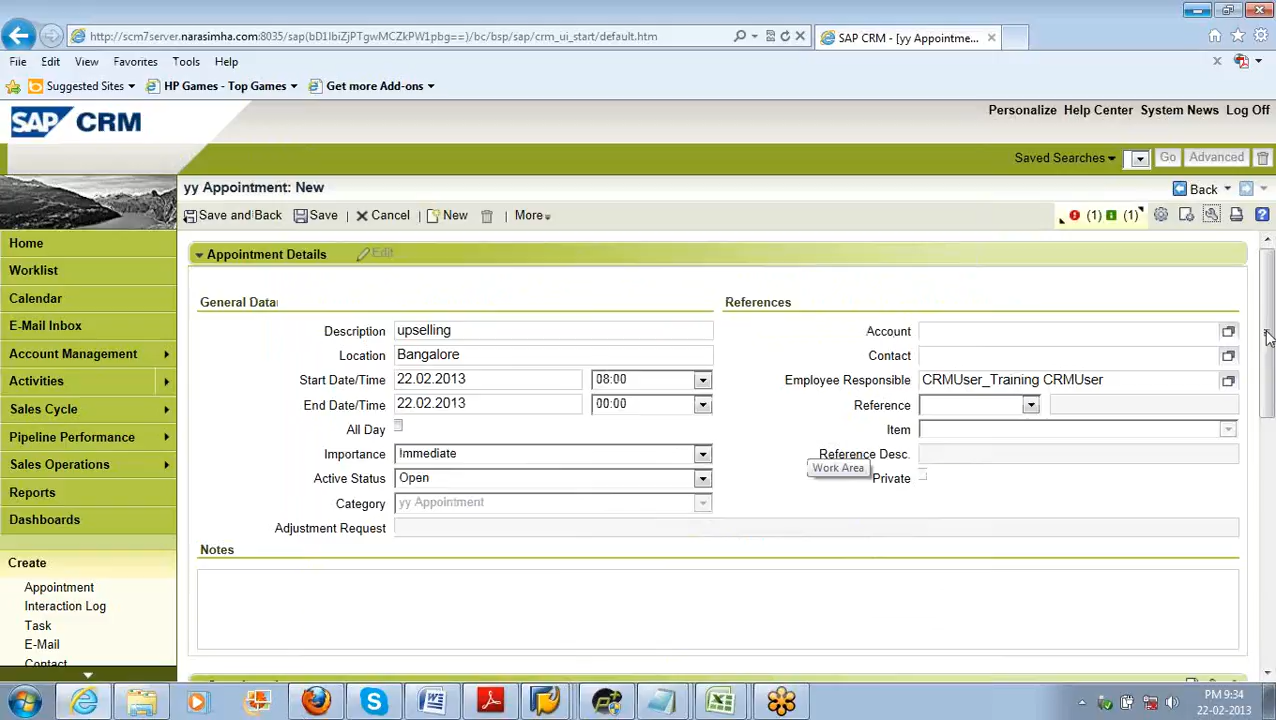 http://scm7server.narasimha.com:8035/sap(bD1lbiZjPTgwMCZkPW1pbg==)/bc/bsp/sap/crm_ui_start/default.htm
SAP CRM - [yy Appointme...
File Edit View Favorites Tools Help
Suggested Sites HP Games - Top Games Get more Add-ons
SAP CRM
Personalize Help Center System News Log Off
Saved Searches Go Advanced
yy Appointment: New
Back
Save and Back Save Cancel New More
(1) (1)
Home
Worklist
Calendar
E-Mail Inbox
Account Management
Activities
Sales Cycle
Pipeline Performance
Sales Operations
Reports
Dashboards
Create
Appointment
Interaction Log
Task
E-Mail
Contact
Appointment Details Edit
General Data
Description upselling
Location Bangalore
Start Date/Time 22.02.2013 08:00
End Date/Time 22.02.2013 00:00
All Day
Importance Immediate
Active Status Open
Category yy Appointment
Adjustment Request
References
Account
Contact
Employee Responsible CRMUser_Training CRMUser
Reference
Item
Reference Desc.
Work Area
Private
Notes
PM 9:34
22-02-2013